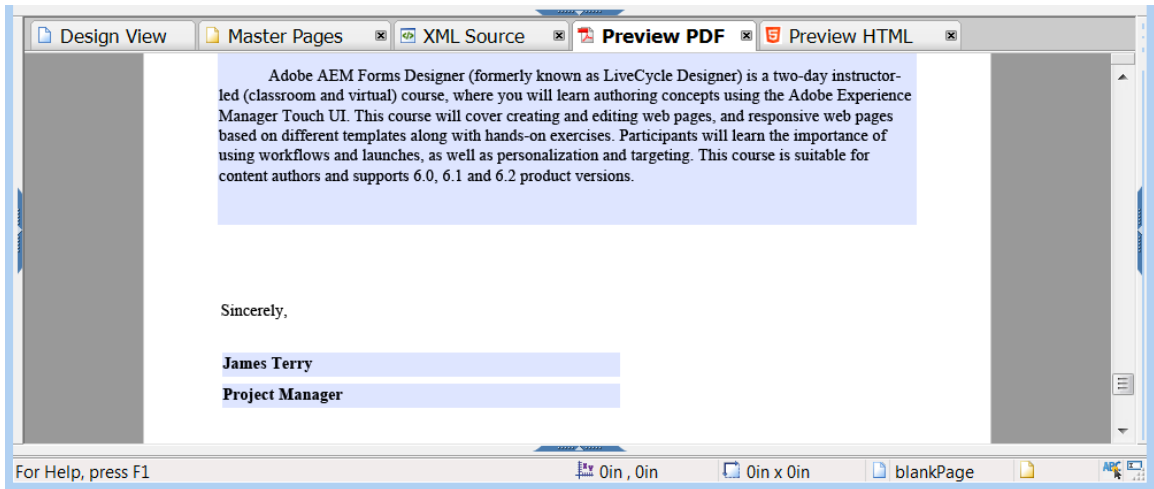 Design View Master Pages XML Source Preview PDF Preview HTML
Adobe AEM Forms Designer (formerly known as LiveCycle Designer) is a two-day instructor-
led (classroom and virtual) course, where you will learn authoring concepts using the Adobe Experience
Manager Touch UI. This course will cover creating and editing web pages, and responsive web pages
based on different templates along with hands-on exercises. Participants will learn the importance of
using workflows and launches, as well as personalization and targeting. This course is suitable for
content authors and supports 6.0, 6.1 and 6.2 product versions.
Sincerely,
James Terry
Project Manager
For Help, press F1 0in , 0in 0in x 0in blankPage ABC